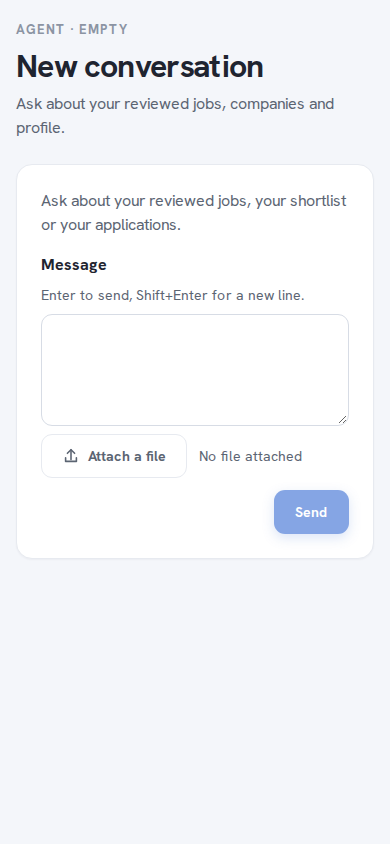 AGENT · EMPTY
New conversation
Ask about your reviewed jobs, companies and
profile.
Ask about your reviewed jobs, your shortlist
or your applications.
Message
Enter to send, Shift+Enter for a new line.
Attach a file
No file attached
Send